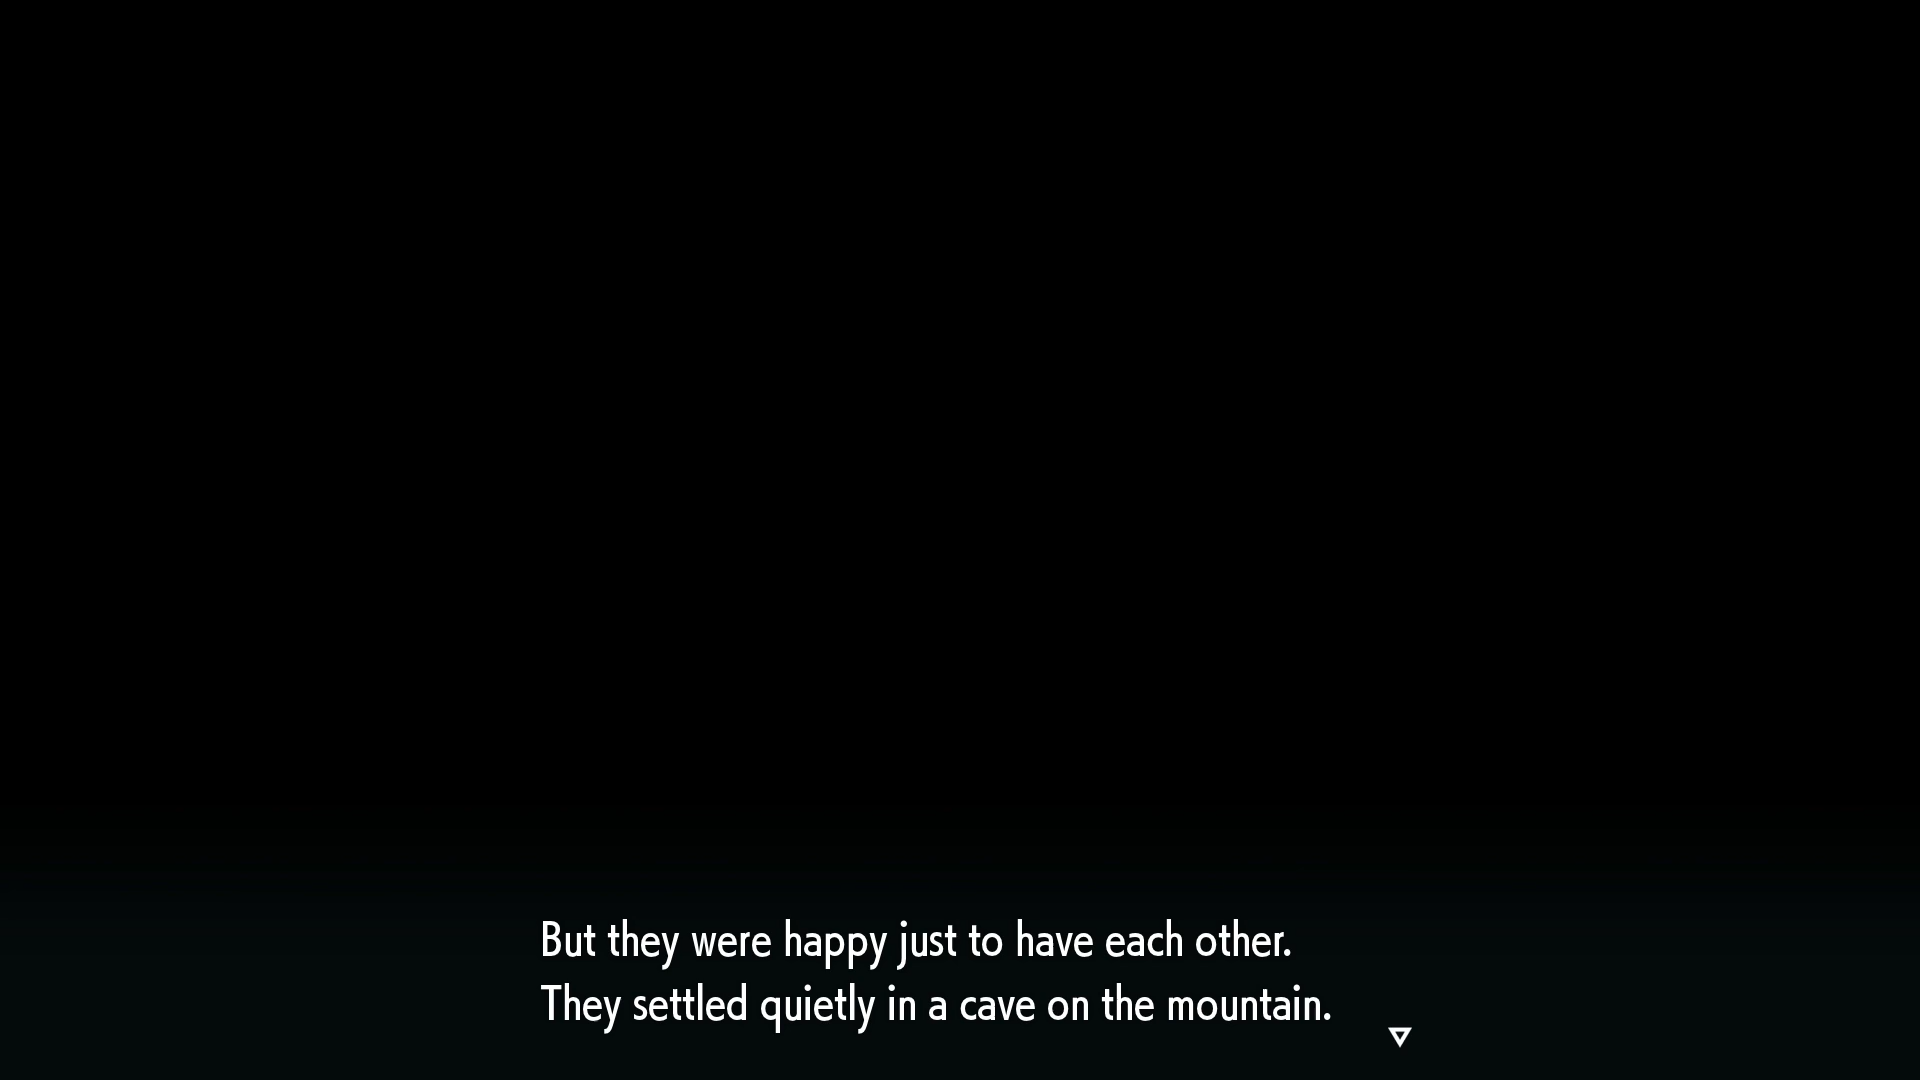 But they were happy just to have each other.
They settled quietly in a cave on the mountain.